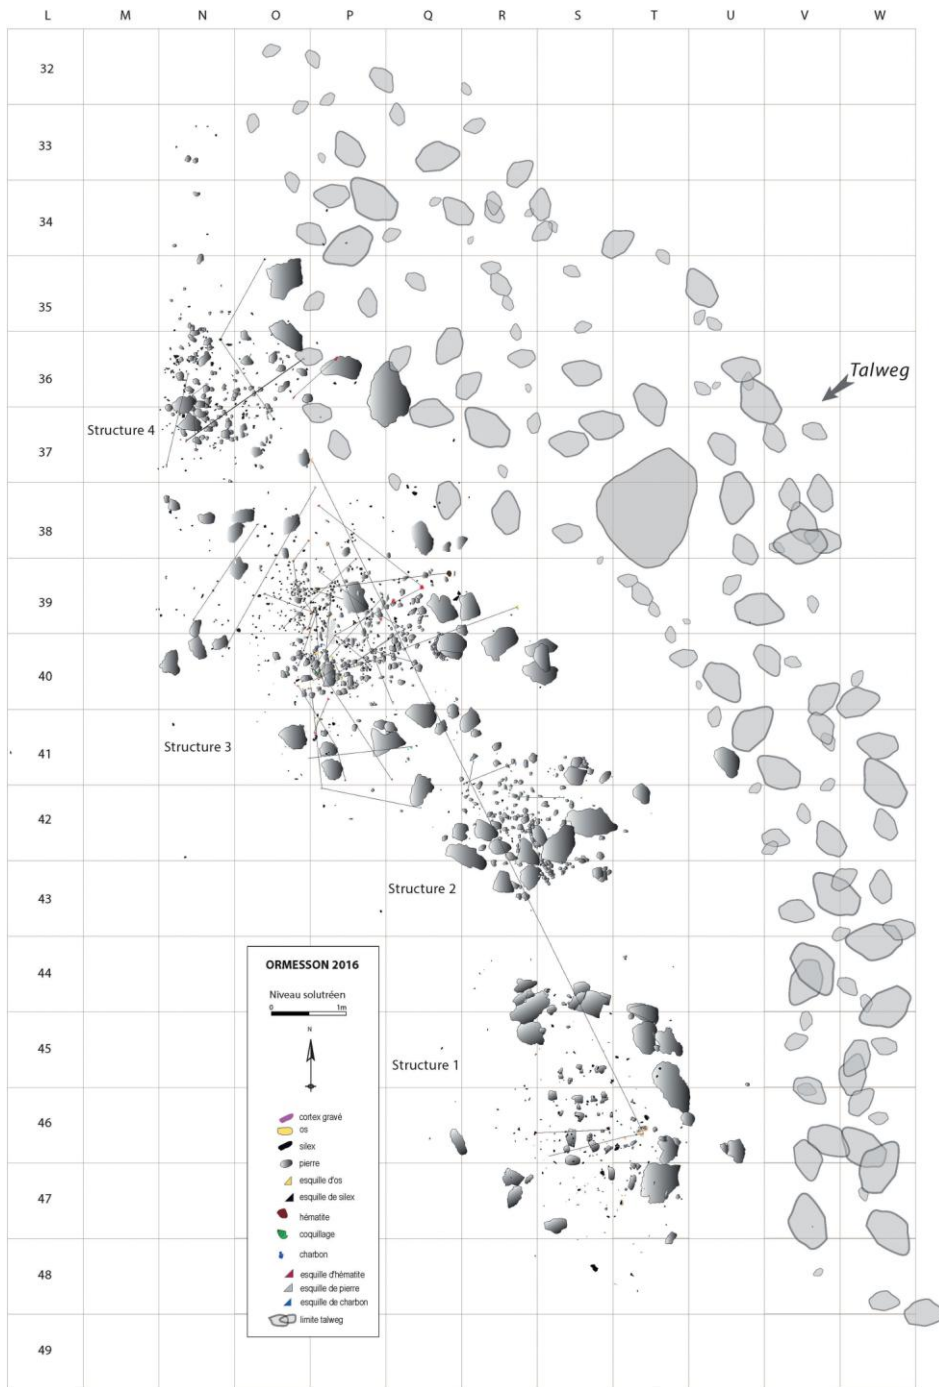 L M N O P Q R S T U V W
32
33
34
35
Talweg
36
Structure 4
37
38
39
40
Structure 3
41
42
Structure 2
43
44
ORMESSON 2016
Niveau solutréen
0 1m
N
45
Structure 1
46
cortex gravé
os
silex
pierre
esquille d'os
esquille de silex
hématite
coquillage
charbon
esquille d'hématite
esquille de pierre
esquille de charbon
limite talweg
47
48
49